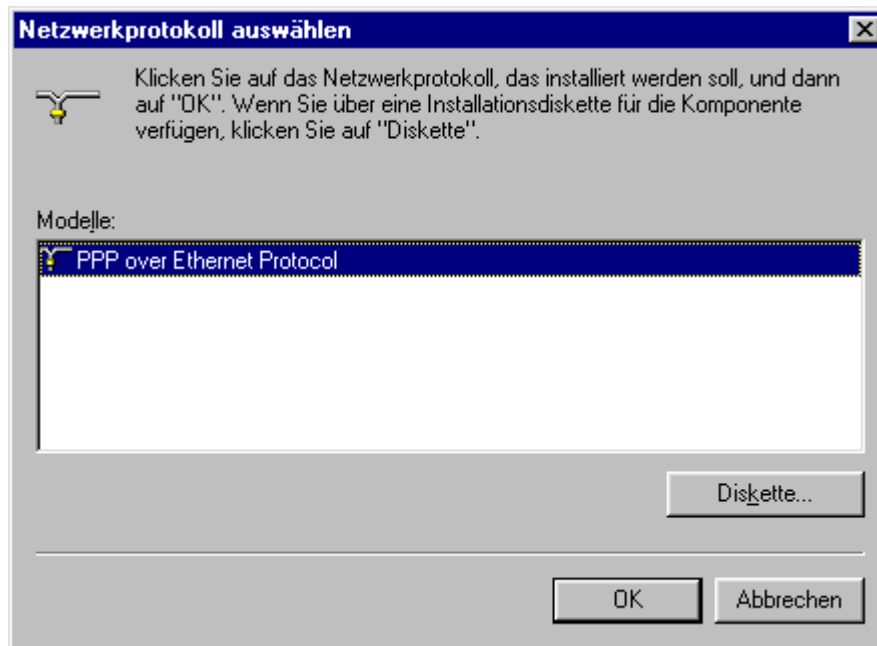 Netzwerkprotokoll auswählen
Klicken Sie auf das Netzwerkprotokoll, das installiert werden soll, und dann
auf "OK". Wenn Sie über eine Installationsdiskette für die Komponente
verfügen, klicken Sie auf "Diskette".
Modelle:
PPP over Ethernet Protocol
Diskette...
OK
Abbrechen